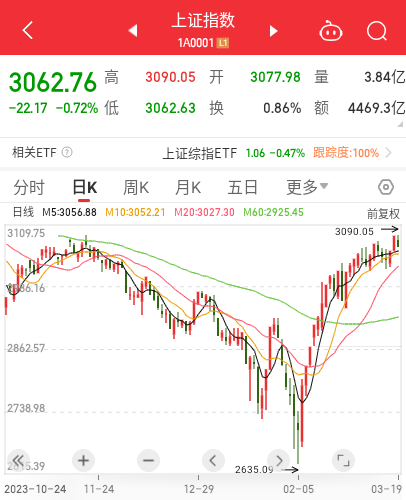 上证指数
1A0001 L1
3062.76 高 3090.05 开 3077.98 量 3.84亿
-22.17 -0.72% 低 3062.63 换 0.86% 额 4469.3亿
相关ETF ? 上证综指ETF 1.06 -0.47% 跟踪度:100%
分时 日K 周K 月K 五日 更多
日线 M5:3056.88 M10:3052.21 M20:3027.30 M60:2925.45 前复权
3109.75
3090.05
2862.57
2738.98
2635.09
2023-10-24 11-24 12-29 02-05 03-19